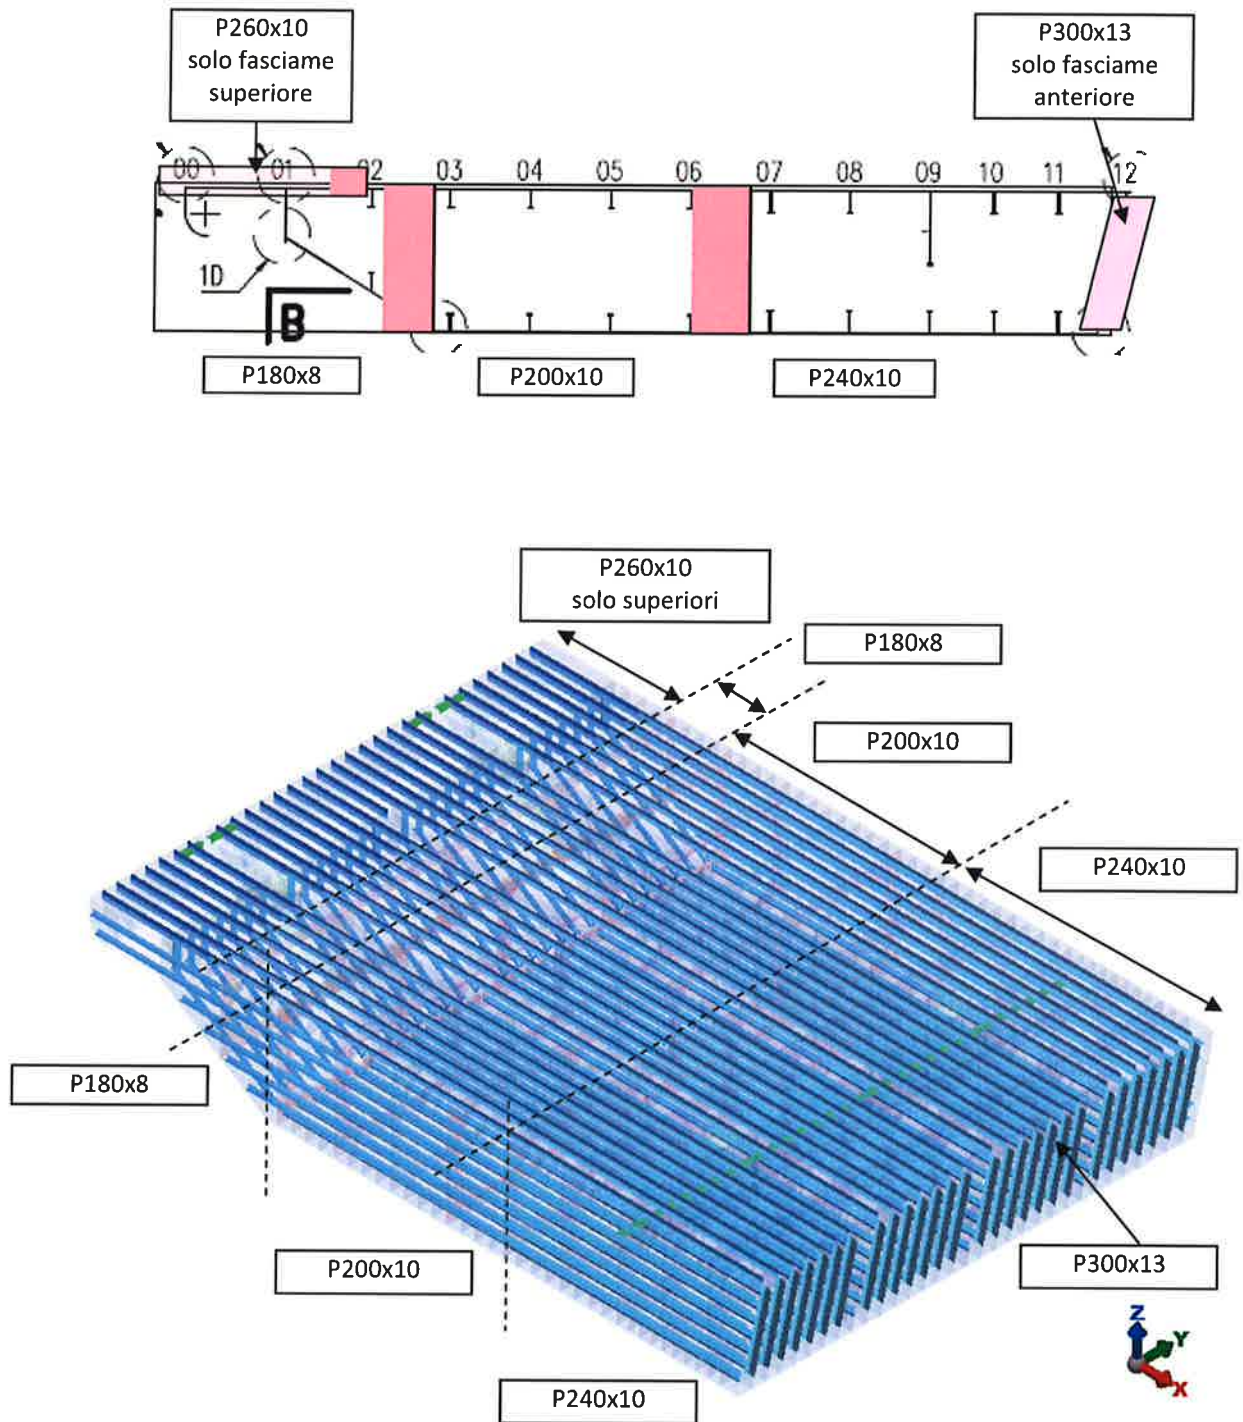 P260x10
solo fasciame
superiore
P300x13
solo fasciame
anteriore
00 01 02 03 04 05 06 07 08 09 10 11 12
1D
B
P180x8
P200x10
P240x10
P260x10
solo superiori
P180x8
P200x10
P240x10
P180x8
P200x10
P300x13
P240x10
Z
Y
X